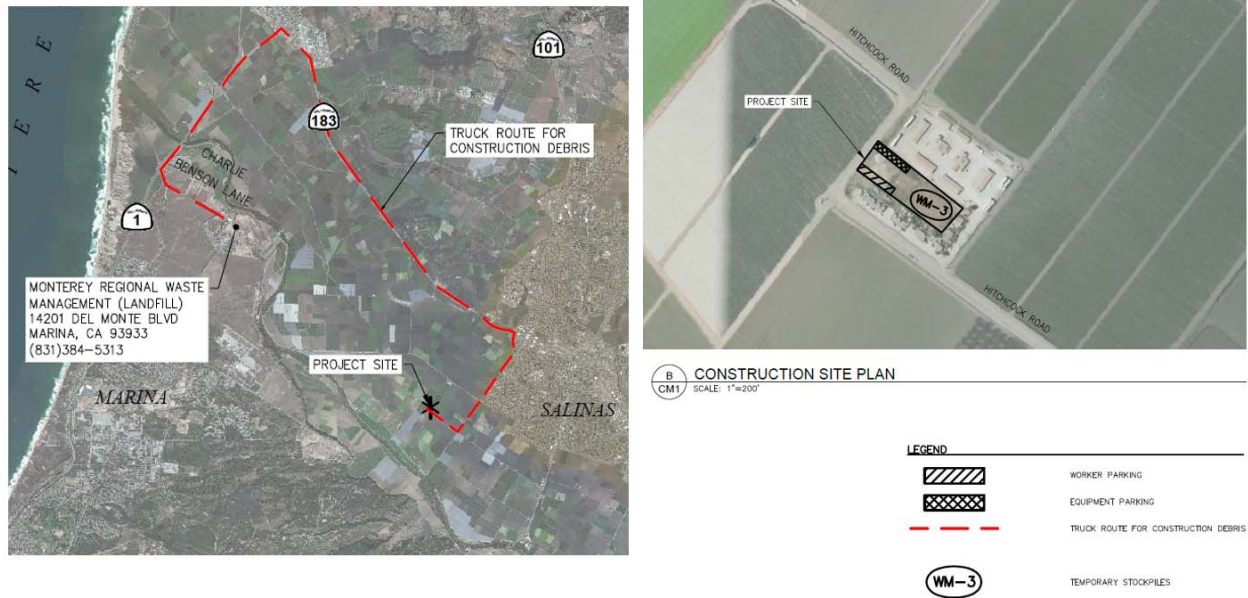 ERE
101
183
TRUCK ROUTE FOR
CONSTRUCTION DEBRIS
CHARLIE
BENSON LANE
1
MONTEREY REGIONAL WASTE
MANAGEMENT (LANDFILL)
14201 DEL MONTE BLVD
MARINA, CA 93933
(831)384-5313
PROJECT SITE
MARINA
SALINAS
HITCHCOCK ROAD
PROJECT SITE
WM-3
HITCHCOCK ROAD
B
CM1
CONSTRUCTION SITE PLAN
SCALE: 1"=200'
LEGEND
WORKER PARKING
EQUIPMENT PARKING
TRUCK ROUTE FOR CONSTRUCTION DEBRIS
WM-3
TEMPORARY STOCKPILES